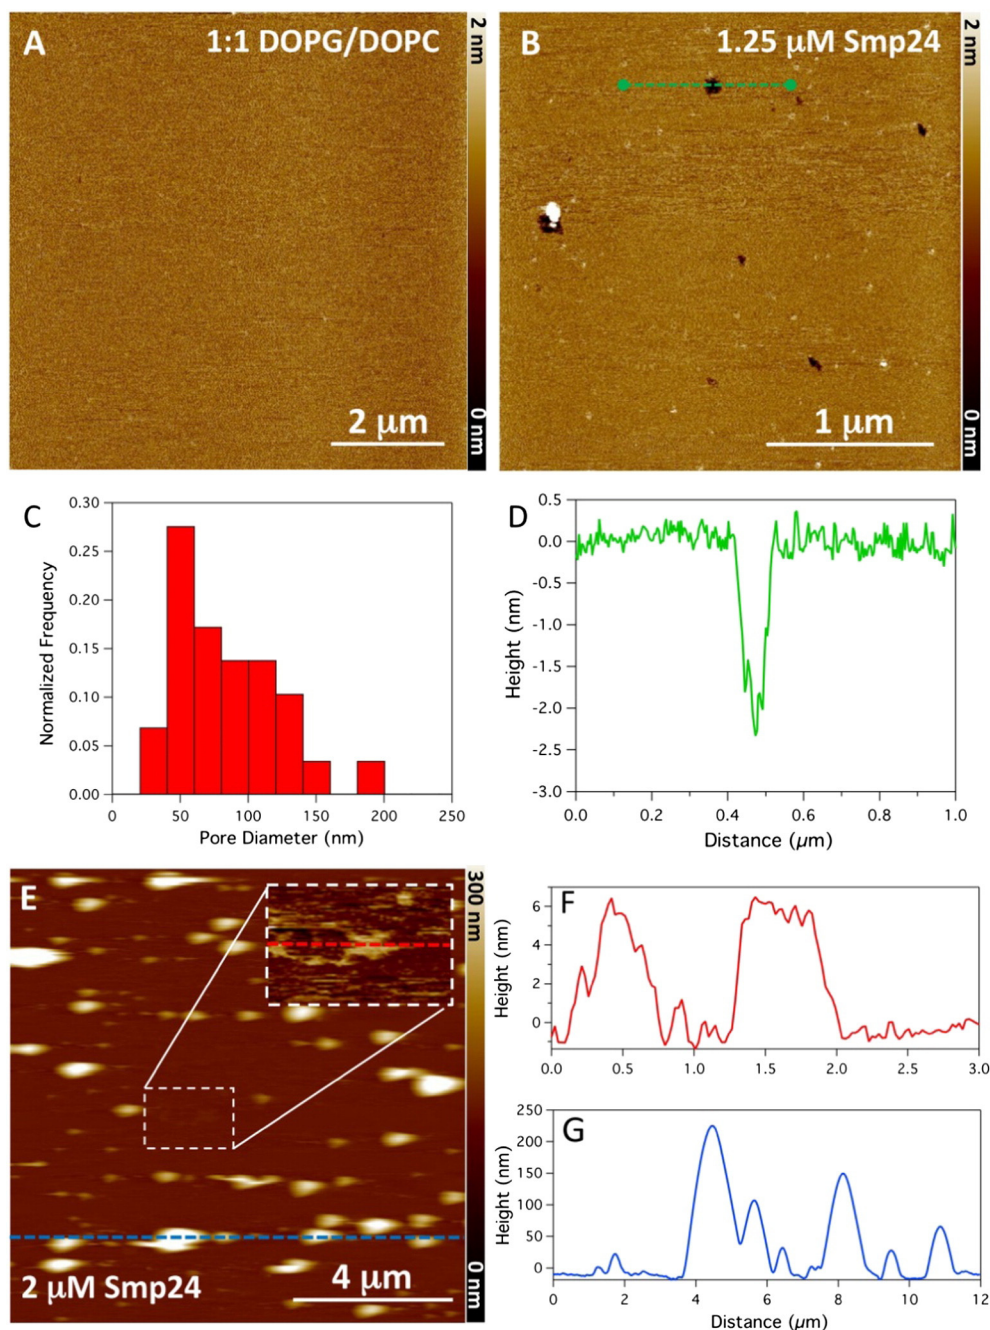 A
1:1 DOPG/DOPC
2 nm
2 μm
0 nm
B
1.25 μM Smp24
2 nm
1 μm
0 nm
C
Normalized Frequency
0.30
0.25
0.20
0.15
0.10
0.05
0.00
0 50 100 150 200 250
Pore Diameter (nm)
D
Height (nm)
0.5
0.0
-0.5
-1.0
-1.5
-2.0
-2.5
-3.0
0.0 0.2 0.4 0.6 0.8 1.0
Distance (μm)
E
300 nm
2 μM Smp24
4 μm
0 nm
F
Height (nm)
6
4
2
0
0.0 0.5 1.0 1.5 2.0 2.5 3.0
G
Height (nm)
250
200
150
100
50
0
0 2 4 6 8 10 12
Distance (μm)